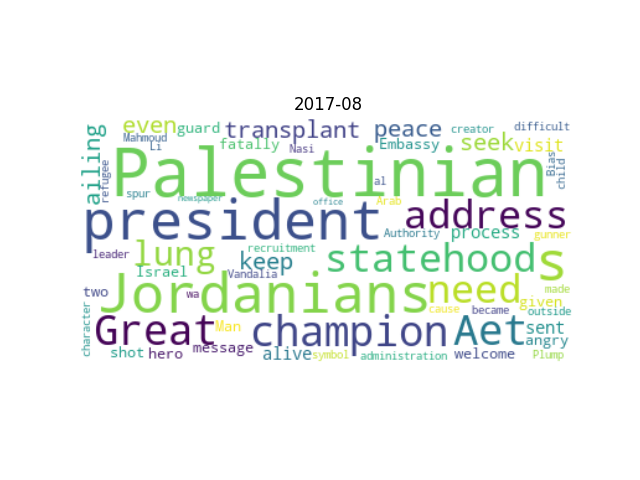 2017-08
ailing
even
guard
transplant
peace
creator
difficult
Mahmoud
Li
fatally
Nasi
Embassy
seek
visit
refugee
Palestinian
al
Bias
child
spur
newspaper
office
Arab
president
address
leader
lung
recruitment
keep
Authority
process
gunner
Israel
Vandalia
statehood
s
two
wa
Jordanians
need
made
given
character
Great
Man
champion
cause
became
Aet
outside
sent
angry
shot
hero
message
alive
symbol
administration
welcome
Plump